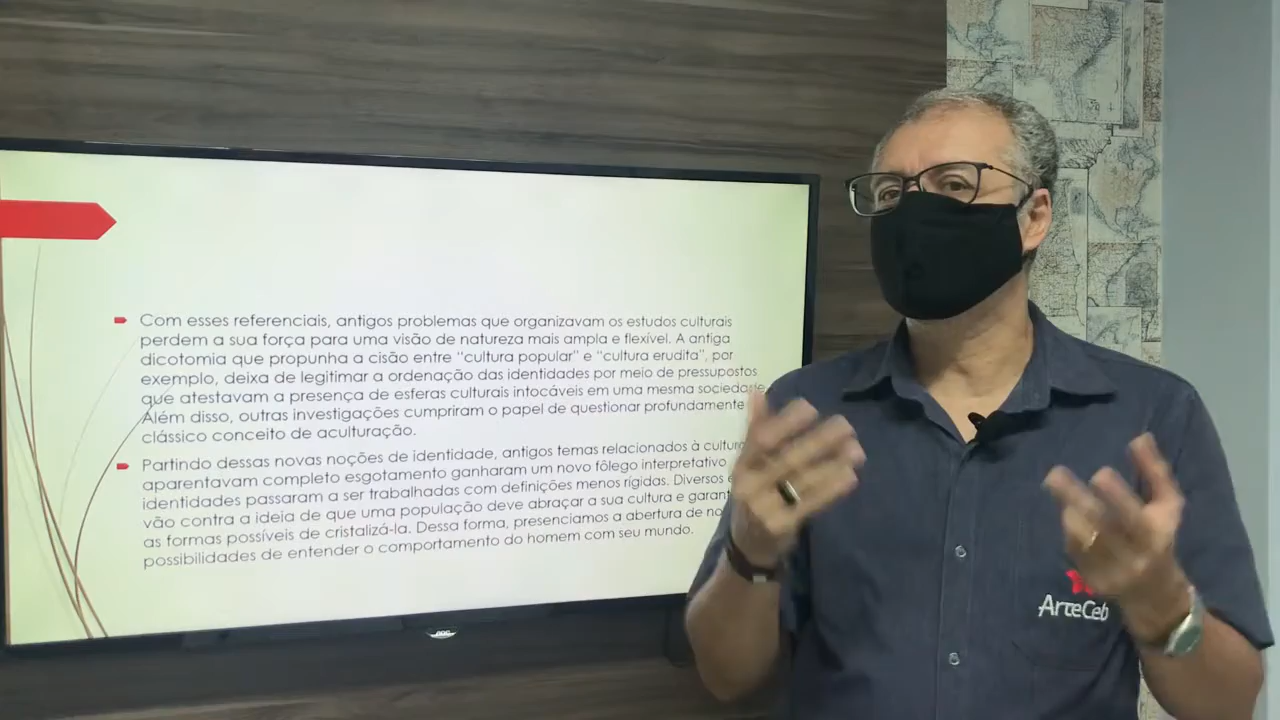 Com esses referenciais, antigos problemas que organizavam os estudos culturais
perdem a sua força para uma visão de natureza mais ampla e flexível. A antiga
dicotomia que propunha a cisão entre “cultura popular” e “cultura erudita”, por
exemplo, deixa de legitimar a ordenação das identidades por meio de pressupostos
que atestavam a presença de esferas culturais intocáveis em uma mesma sociedade
Além disso, outras investigações cumpriram o papel de questionar profundamente
clássico conceito de aculturação.
Partindo dessas novas noções de identidade, antigos temas relacionados à cultura
aparentavam completo esgotamento ganharam um novo fôlego interpretativo
identidades passaram a ser trabalhadas com definições menos rígidas. Diversos
vão contra a ideia de que uma população deve abraçar a sua cultura e
as formas possíveis de cristalizá-la. Dessa forma, presenciamos a abertura de
possibilidades de entender o comportamento do homem com seu mundo.
AOC
ArteCeb